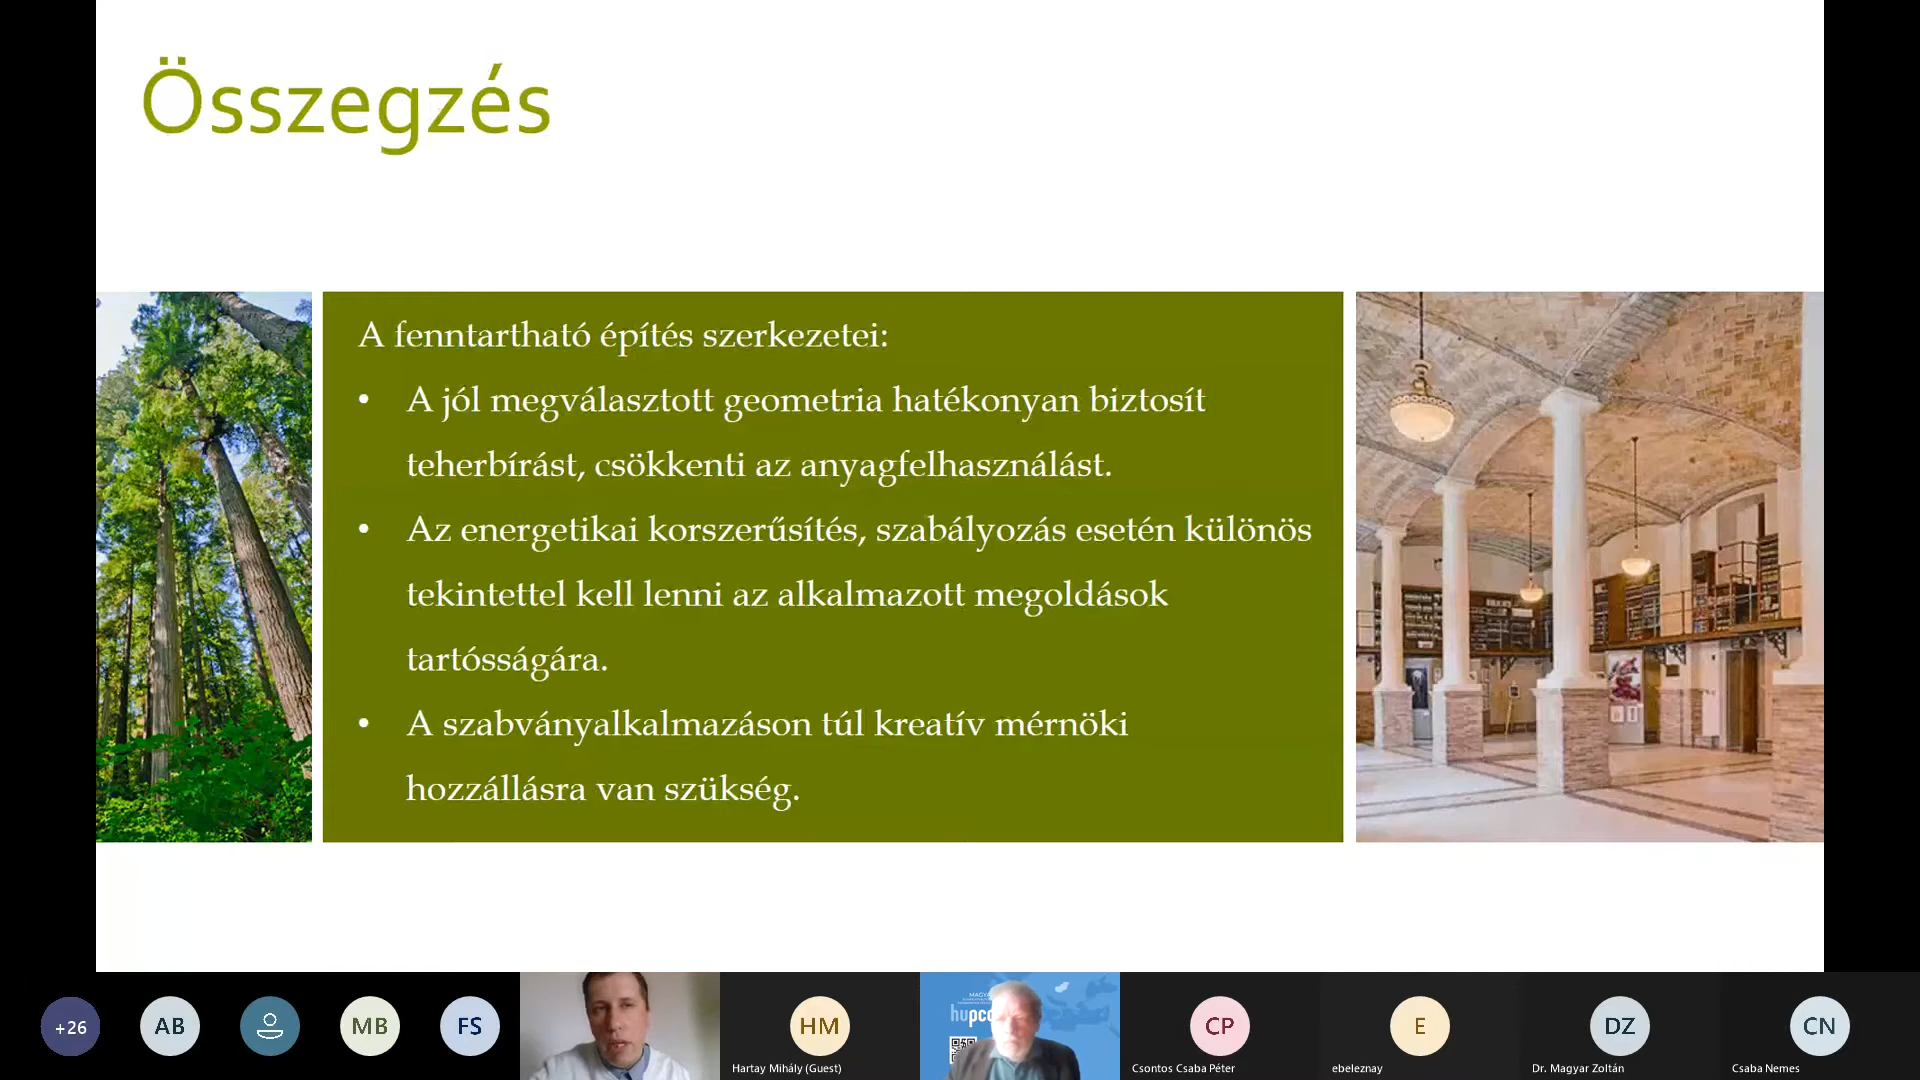 Összegzés
A fenntartható építés szerkezetei:
• A jól megválasztott geometria hatékonyan biztosít
teherbírást, csökkenti az anyagfelhasználást.
• Az energetikai korszerűsítés, szabályozás esetén különös
tekintettel kell lenni az alkalmazott megoldások
tartósságára.
• A szabványalkalmazáson túl kreatív mérnöki
hozzállásra van szükség.
+26
AB
MB
FS
HM
Hartay Mihály (Guest)
CP
Csontos Csaba Péter
E
ebeleznay
DZ
Dr. Magyar Zoltán
CN
Csaba Nemes